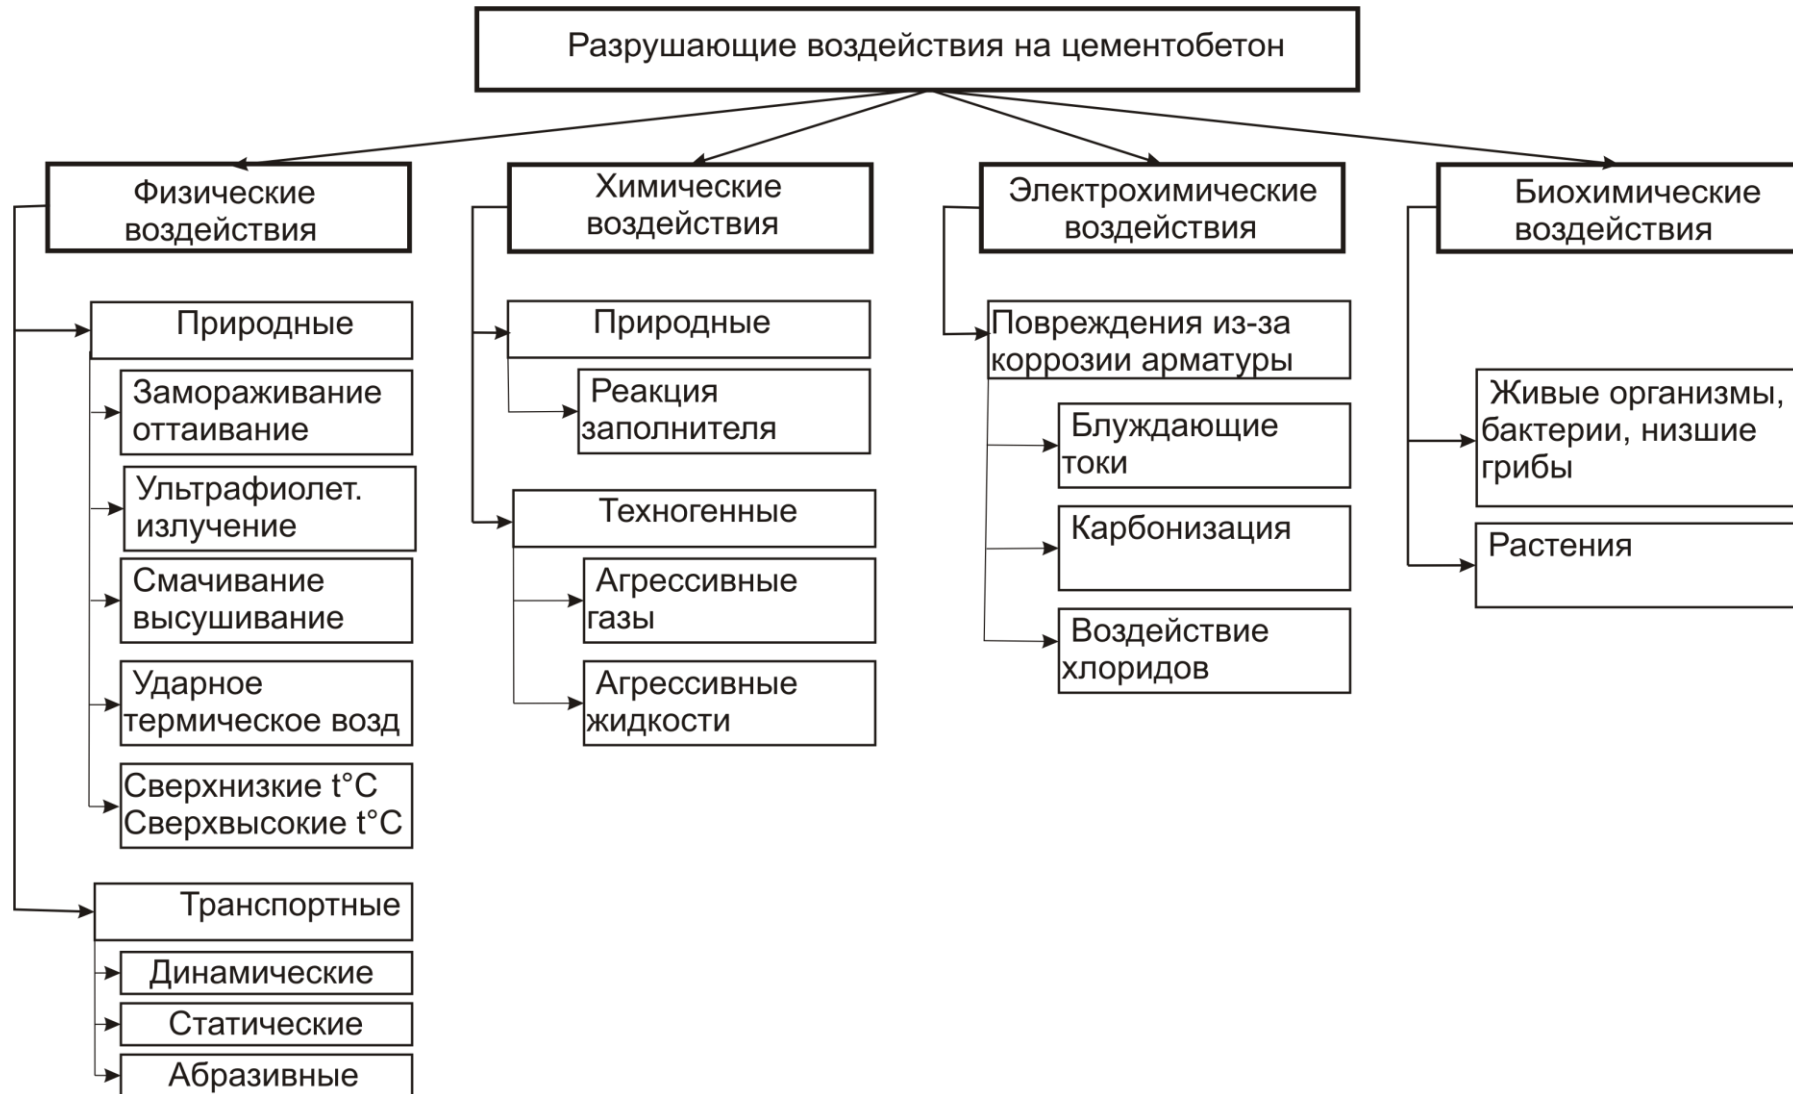 Разрушающие воздействия на цементобетон
Физические
воздействия
Природные
Замораживание
оттаивание
Ультрафиолет.
излучение
Смачивание
высушивание
Ударное
термическое возд
Сверхнизкие t°C
Сверхвысокие t°C
Транспортные
Динамические
Статические
Абразивные
Химические
воздействия
Природные
Реакция
заполнителя
Техногенные
Агрессивные
газы
Агрессивные
жидкости
Электрохимические
воздействия
Повреждения из-за
коррозии арматуры
Блуждающие
токи
Карбонизация
Воздействие
хлоридов
Биохимические
воздействия
Живые организмы,
бактерии, низшие
грибы
Растения